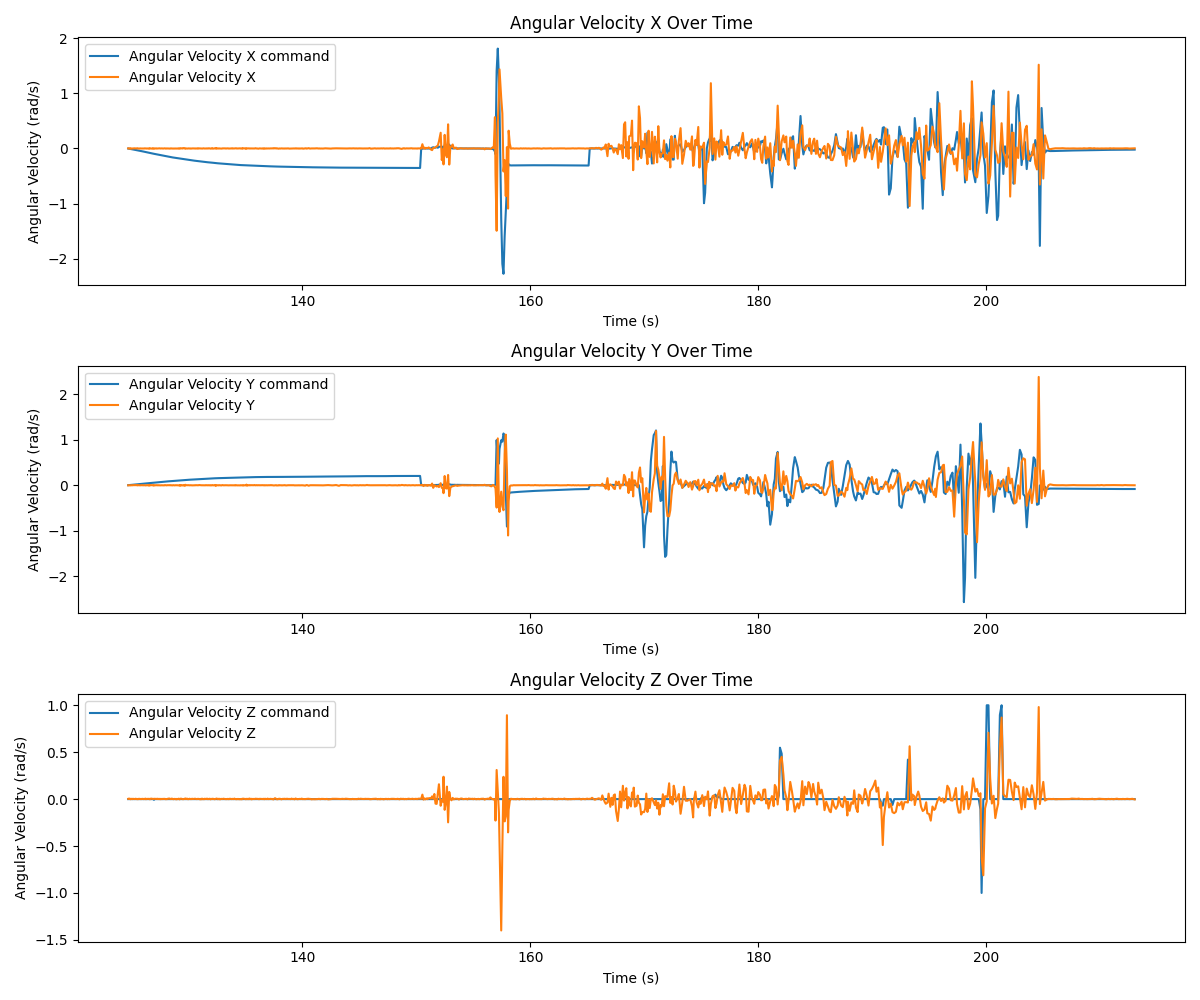 Angular Velocity X Over Time
Angular Velocity X command
Angular Velocity X
Angular Velocity (rad/s)
2
1
0
−1
−2
140 160 180 200
Time (s)
Angular Velocity Y Over Time
Angular Velocity Y command
Angular Velocity Y
Angular Velocity (rad/s)
2
1
0
−1
−2
140 160 180 200
Time (s)
Angular Velocity Z Over Time
Angular Velocity Z command
Angular Velocity Z
Angular Velocity (rad/s)
1.0
0.5
0.0
−0.5
−1.0
−1.5
140 160 180 200
Time (s)